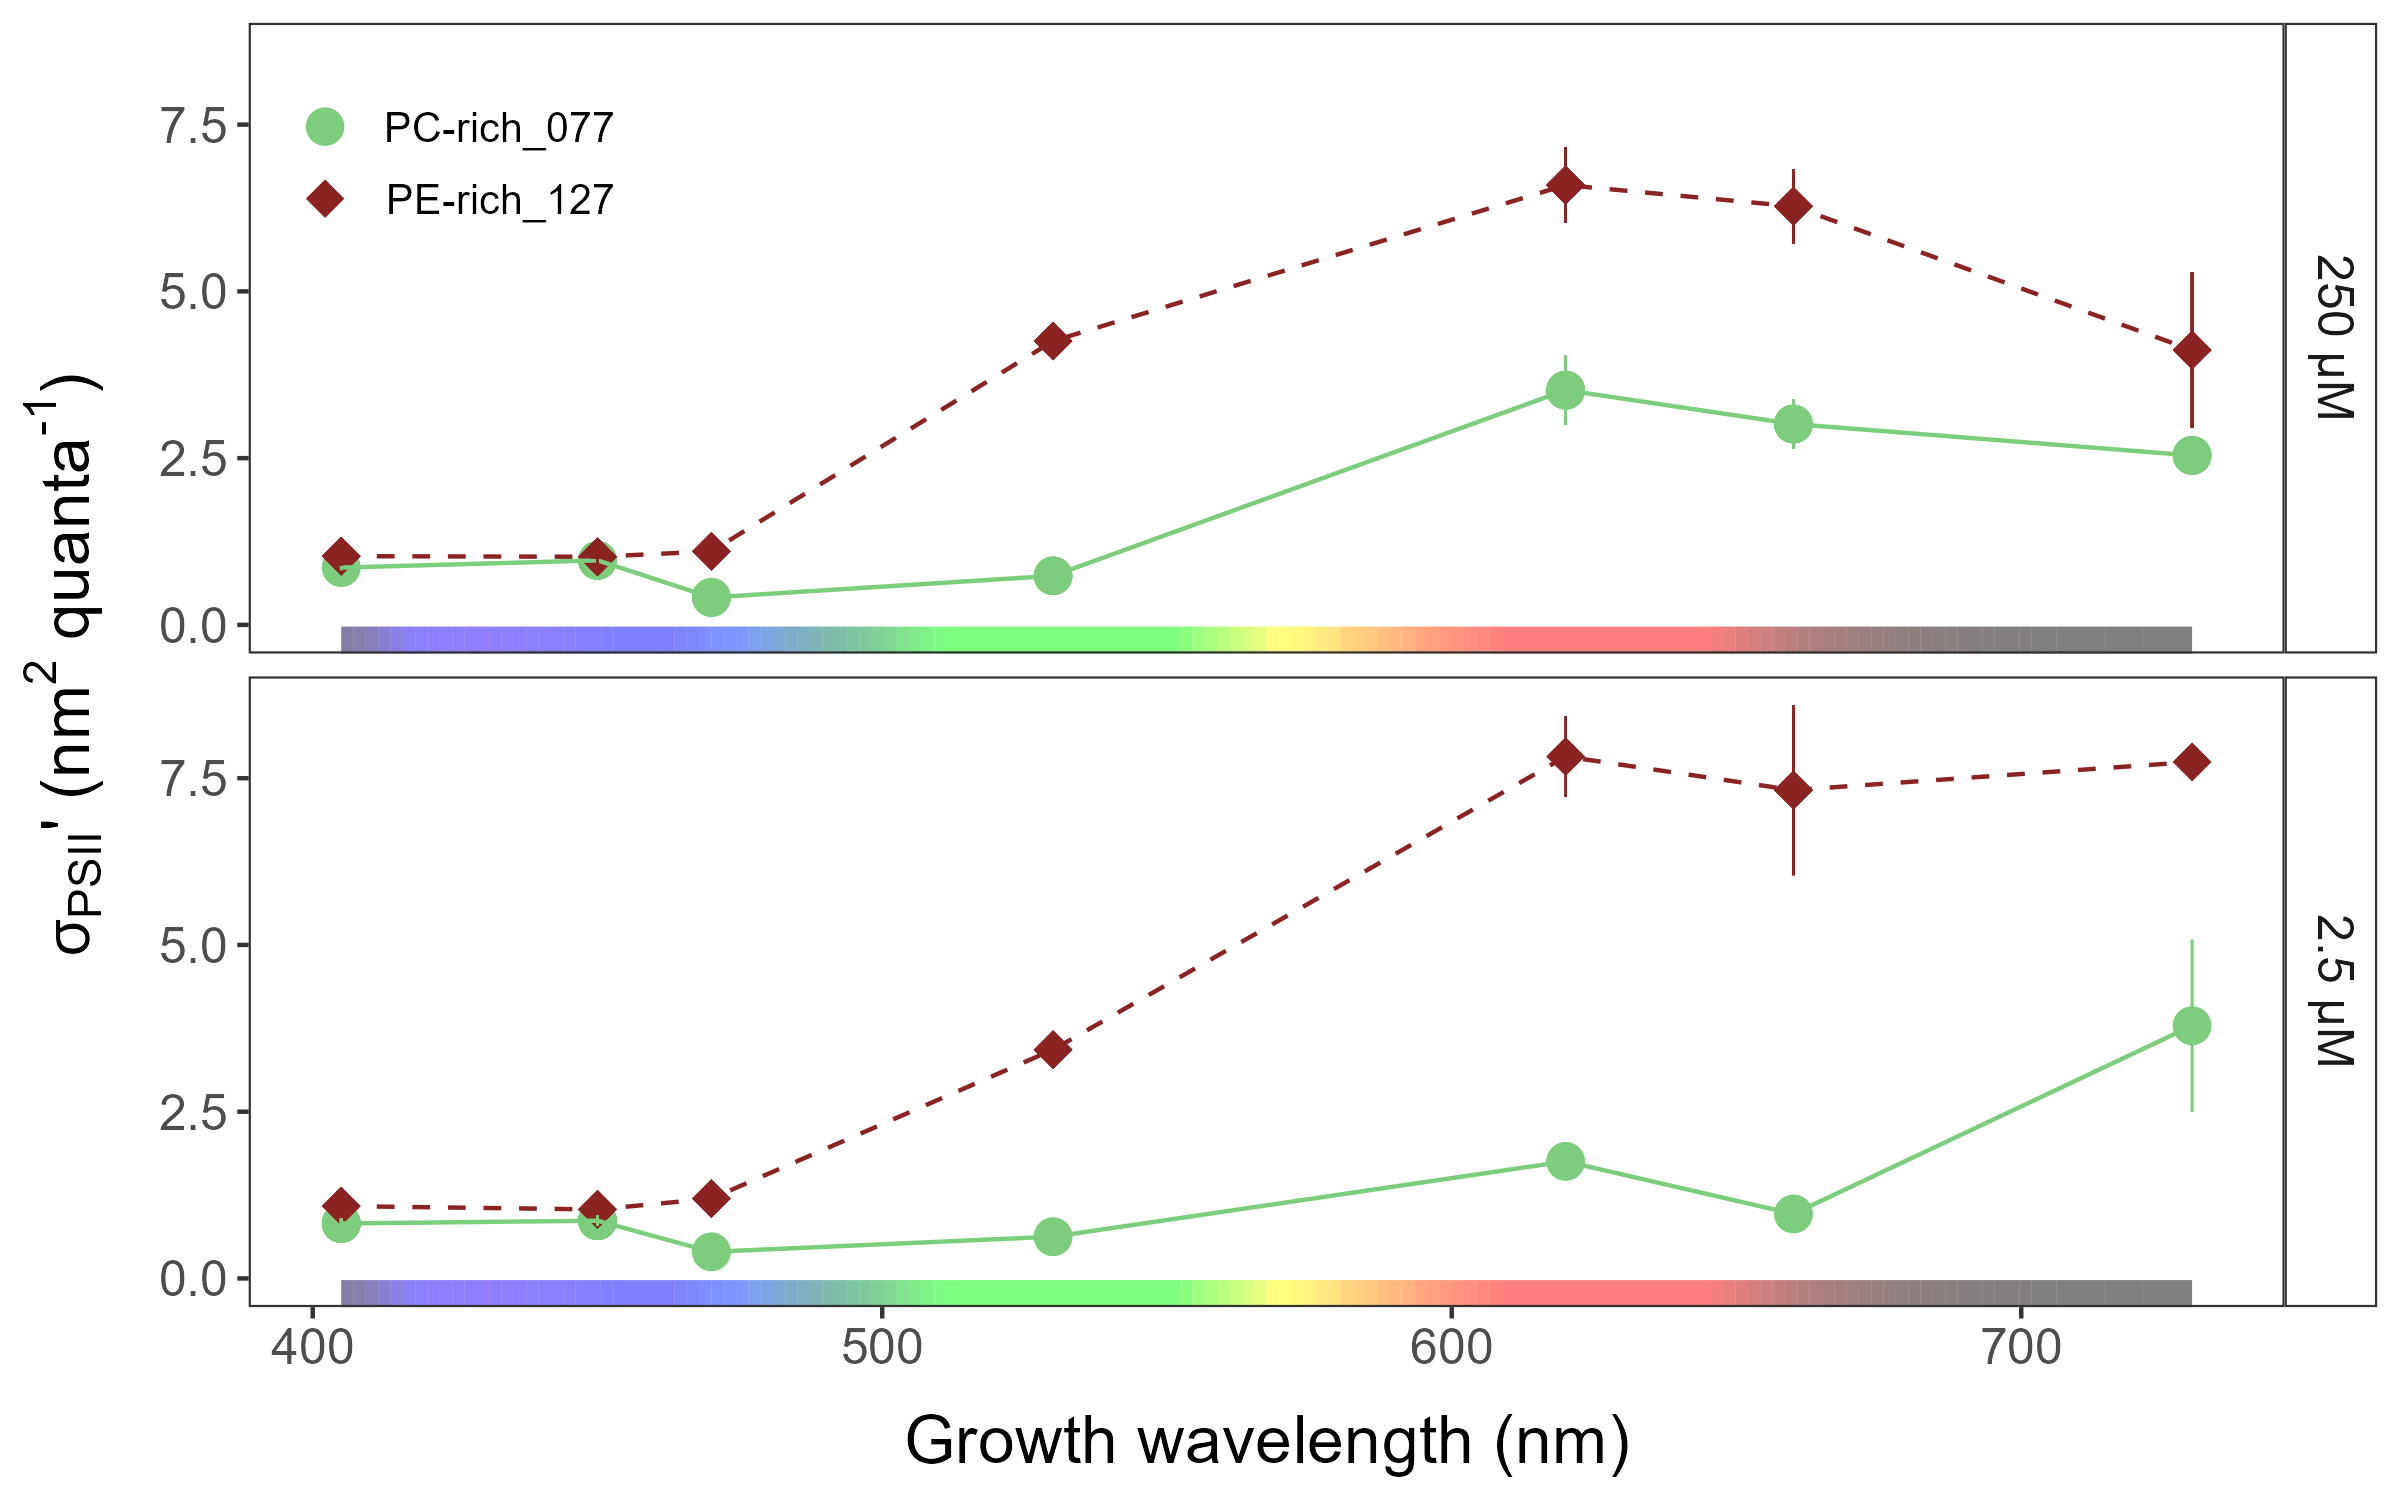 σPSII' (nm² quanta⁻¹)
7.5
5.0
2.5
0.0
PC-rich_077
PE-rich_127
250 µM
7.5
5.0
2.5
0.0
2.5 µM
400 500 600 700
Growth wavelength (nm)